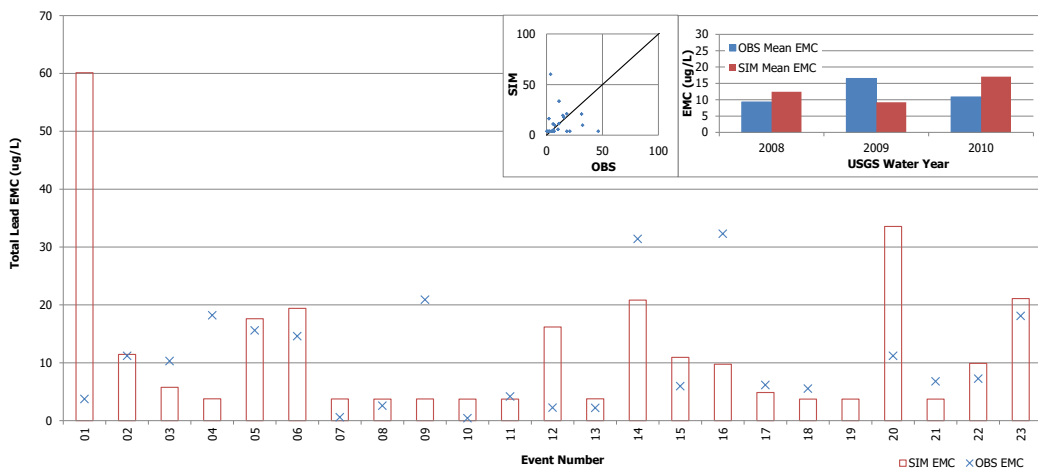 Total Lead EMC (ug/L)
70
60
50
40
30
20
10
0
01 02 03 04 05 06 07 08 09 10 11 12 13 14 15 16 17 18 19 20 21 22 23
Event Number
SIM EMC OBS EMC
SIM
100
50
0
0 50 100
OBS
EMC (ug/L)
30
25
20
15
10
5
0
OBS Mean EMC
SIM Mean EMC
2008 2009 2010
USGS Water Year